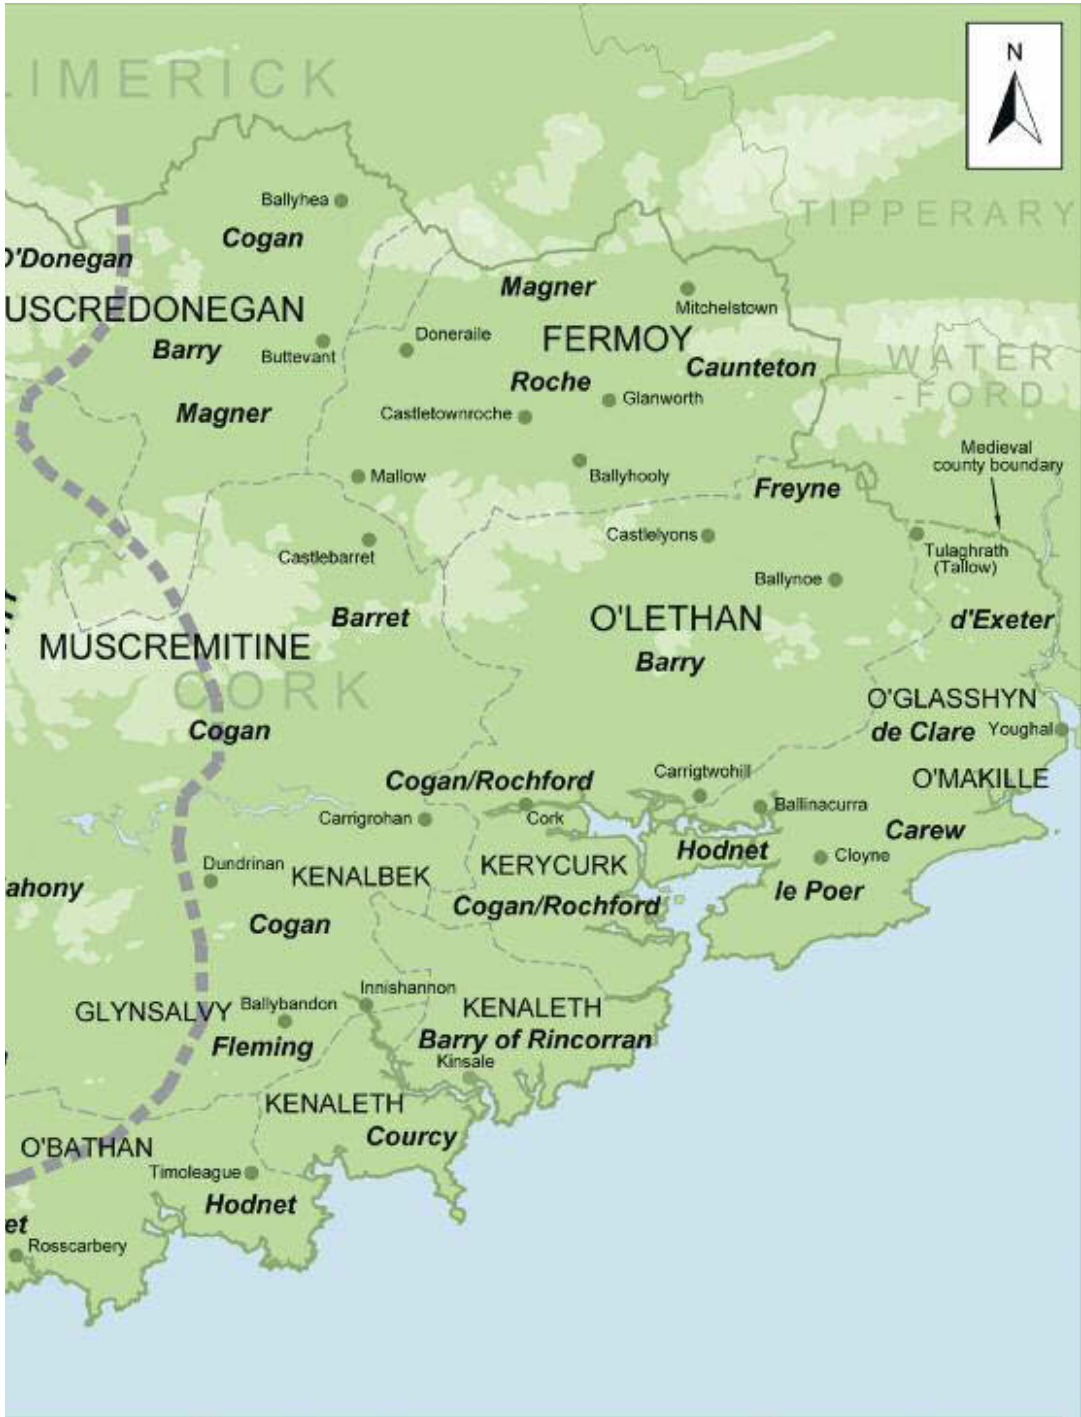 LIMERICK
N
Ballyhea
Cogan
TIPPERARY
O'Donegan
Magner
Mitchelstown
USCREDONEGAN
Doneraile
FERMOY
Barry
Buttevant
WATER
-FORD
Roche
Caunteton
Glanworth
Magner
Castletownroche
Medieval
county boundary
Mallow
Ballyhooly
Freyne
Castlelyons
Castlebarret
Tulaghrath
(Tallow)
Ballynoe
Barret
O'LETHAN
d'Exeter
MUSCREMITINE
Barry
CORK
O'GLASSHYN
Cogan
de Clare
Youghal
Cogan/Rochford
Carrigtwohill
O'MAKILLE
Carrigrohan
Cork
Ballinacurra
Carew
Dundrinan
KENALBEK
KERYCURK
Hodnet
Cloyne
ahony
Cogan/Rochford
le Poer
Cogan
Innishannon
GLYNSALVY
Ballybandon
KENALETH
Fleming
Barry of Rincorran
Kinsale
KENALETH
Courcy
O'BATHAN
Timoleague
Hodnet
et
Rosscarbery